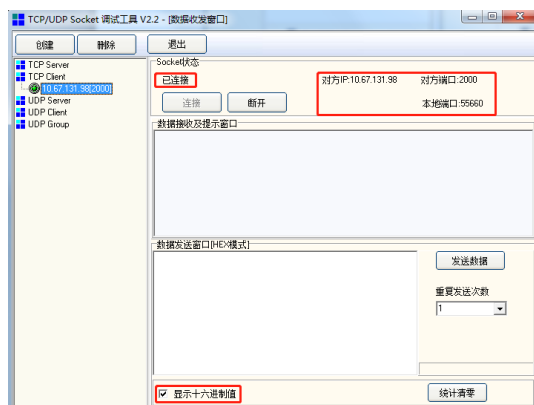 TCP/UDP Socket 调试工具 V2.2 - [数据收发窗口]
创建 删除 退出
TCP Server
TCP Client
10.67.131.98[2000]
UDP Server
UDP Client
UDP Group
Socket状态
已连接 对方IP:10.67.131.98 对方端口:2000
连接 断开 本地端口:55660
数据接收及提示窗口
数据发送窗口[HEX模式]
发送数据
重复发送次数
1
显示十六进制值 统计清零